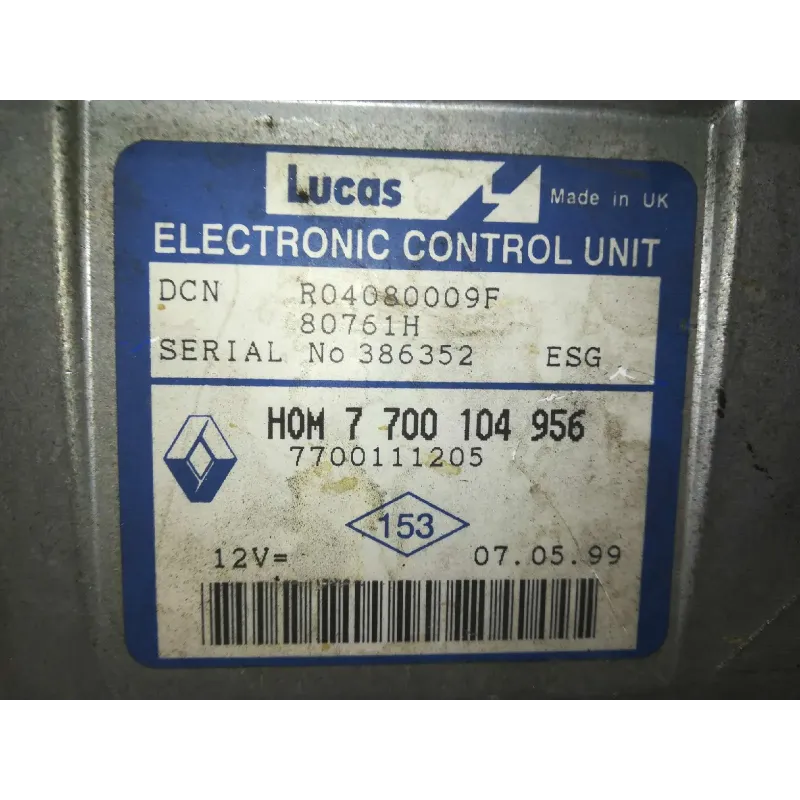 Lucas
Made in UK
ELECTRONIC CONTROL UNIT
DCN R04080009F
80761H
SERIAL No 386352 ESG
HOM 7 700 104 956
7700111205
153
12V= 07.05.99